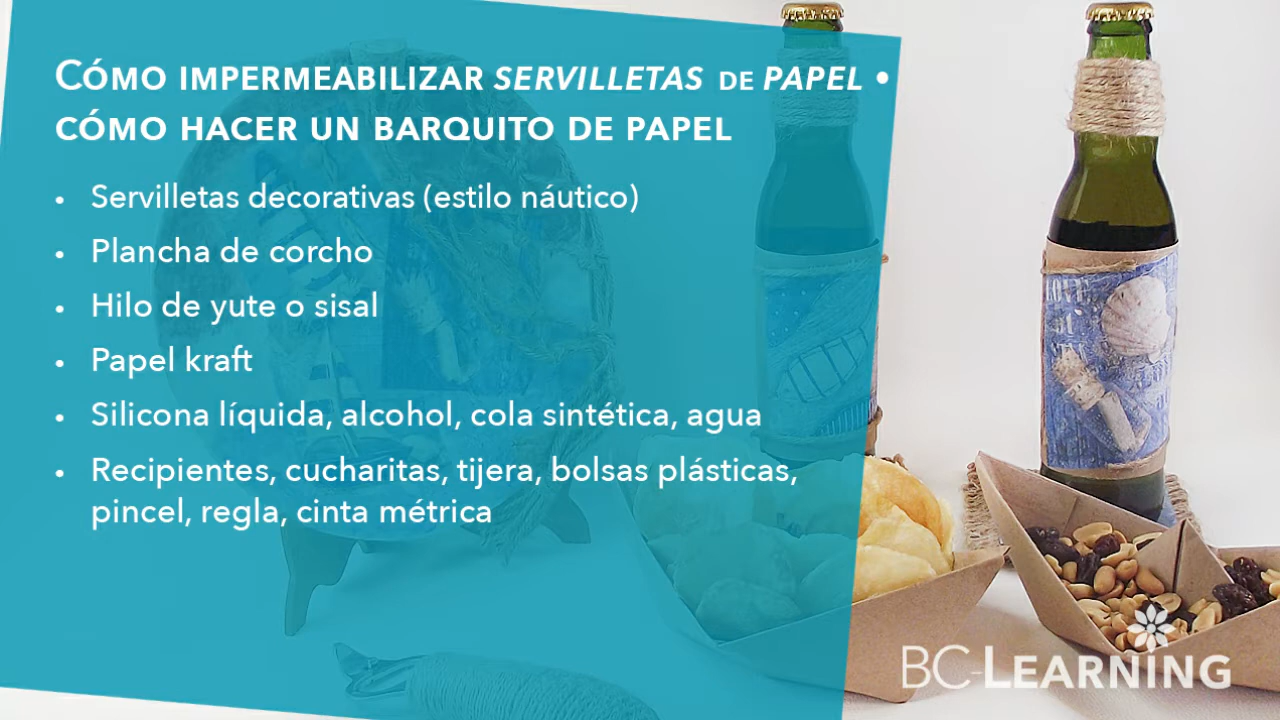 CÓMO IMPERMEABILIZAR SERVILLETAS DE PAPEL •
CÓMO HACER UN BARQUITO DE PAPEL
• Servilletas decorativas (estilo náutico)
• Plancha de corcho
• Hilo de yute o sisal
• Papel kraft
• Silicona líquida, alcohol, cola sintética, agua
• Recipientes, cucharitas, tijera, bolsas plásticas,
pincel, regla, cinta métrica
LOVE
at
BC-LEARNING